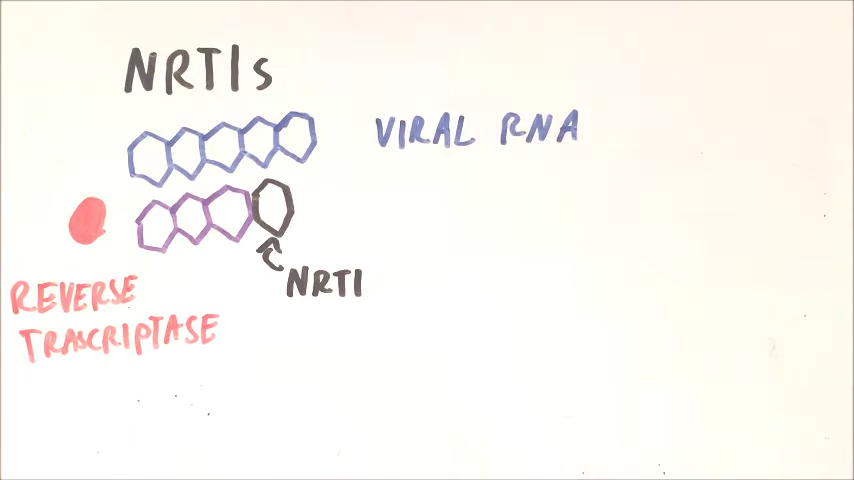 NRTIs
VIRAL RNA
NRTI
REVERSE
TRASCRIPTASE